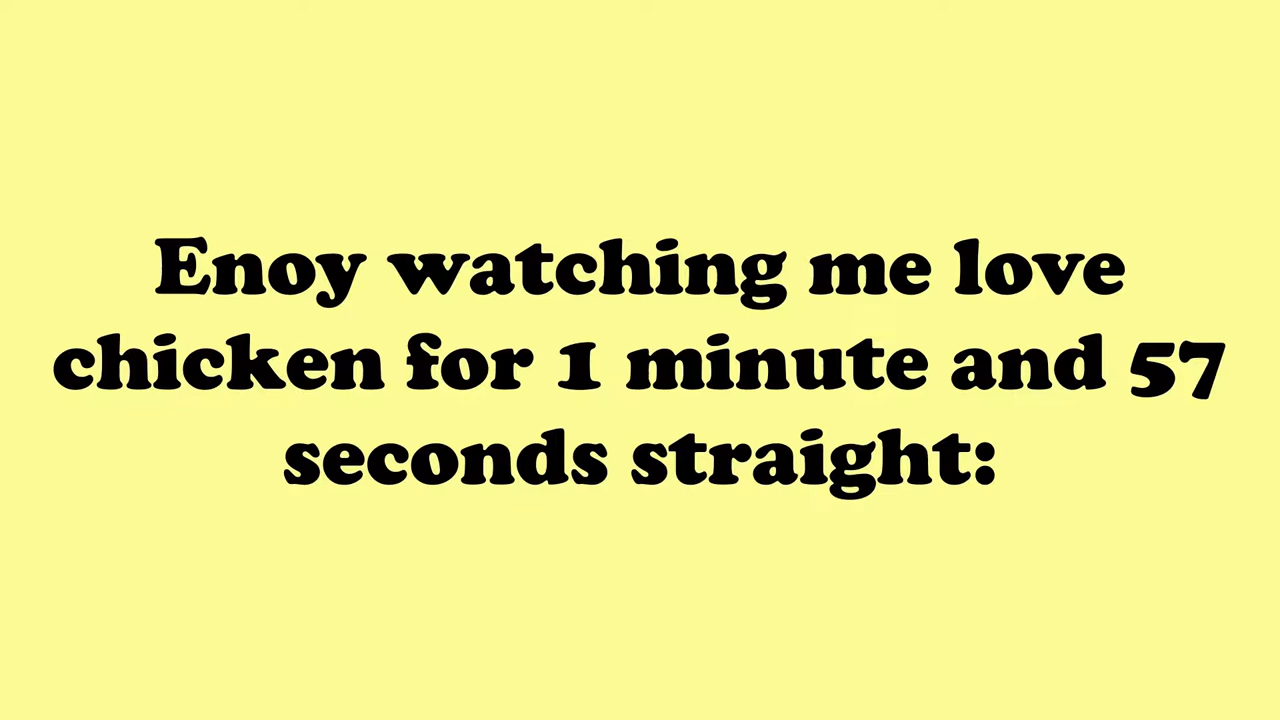 Enoy watching me love
chicken for 1 minute and 57
seconds straight: